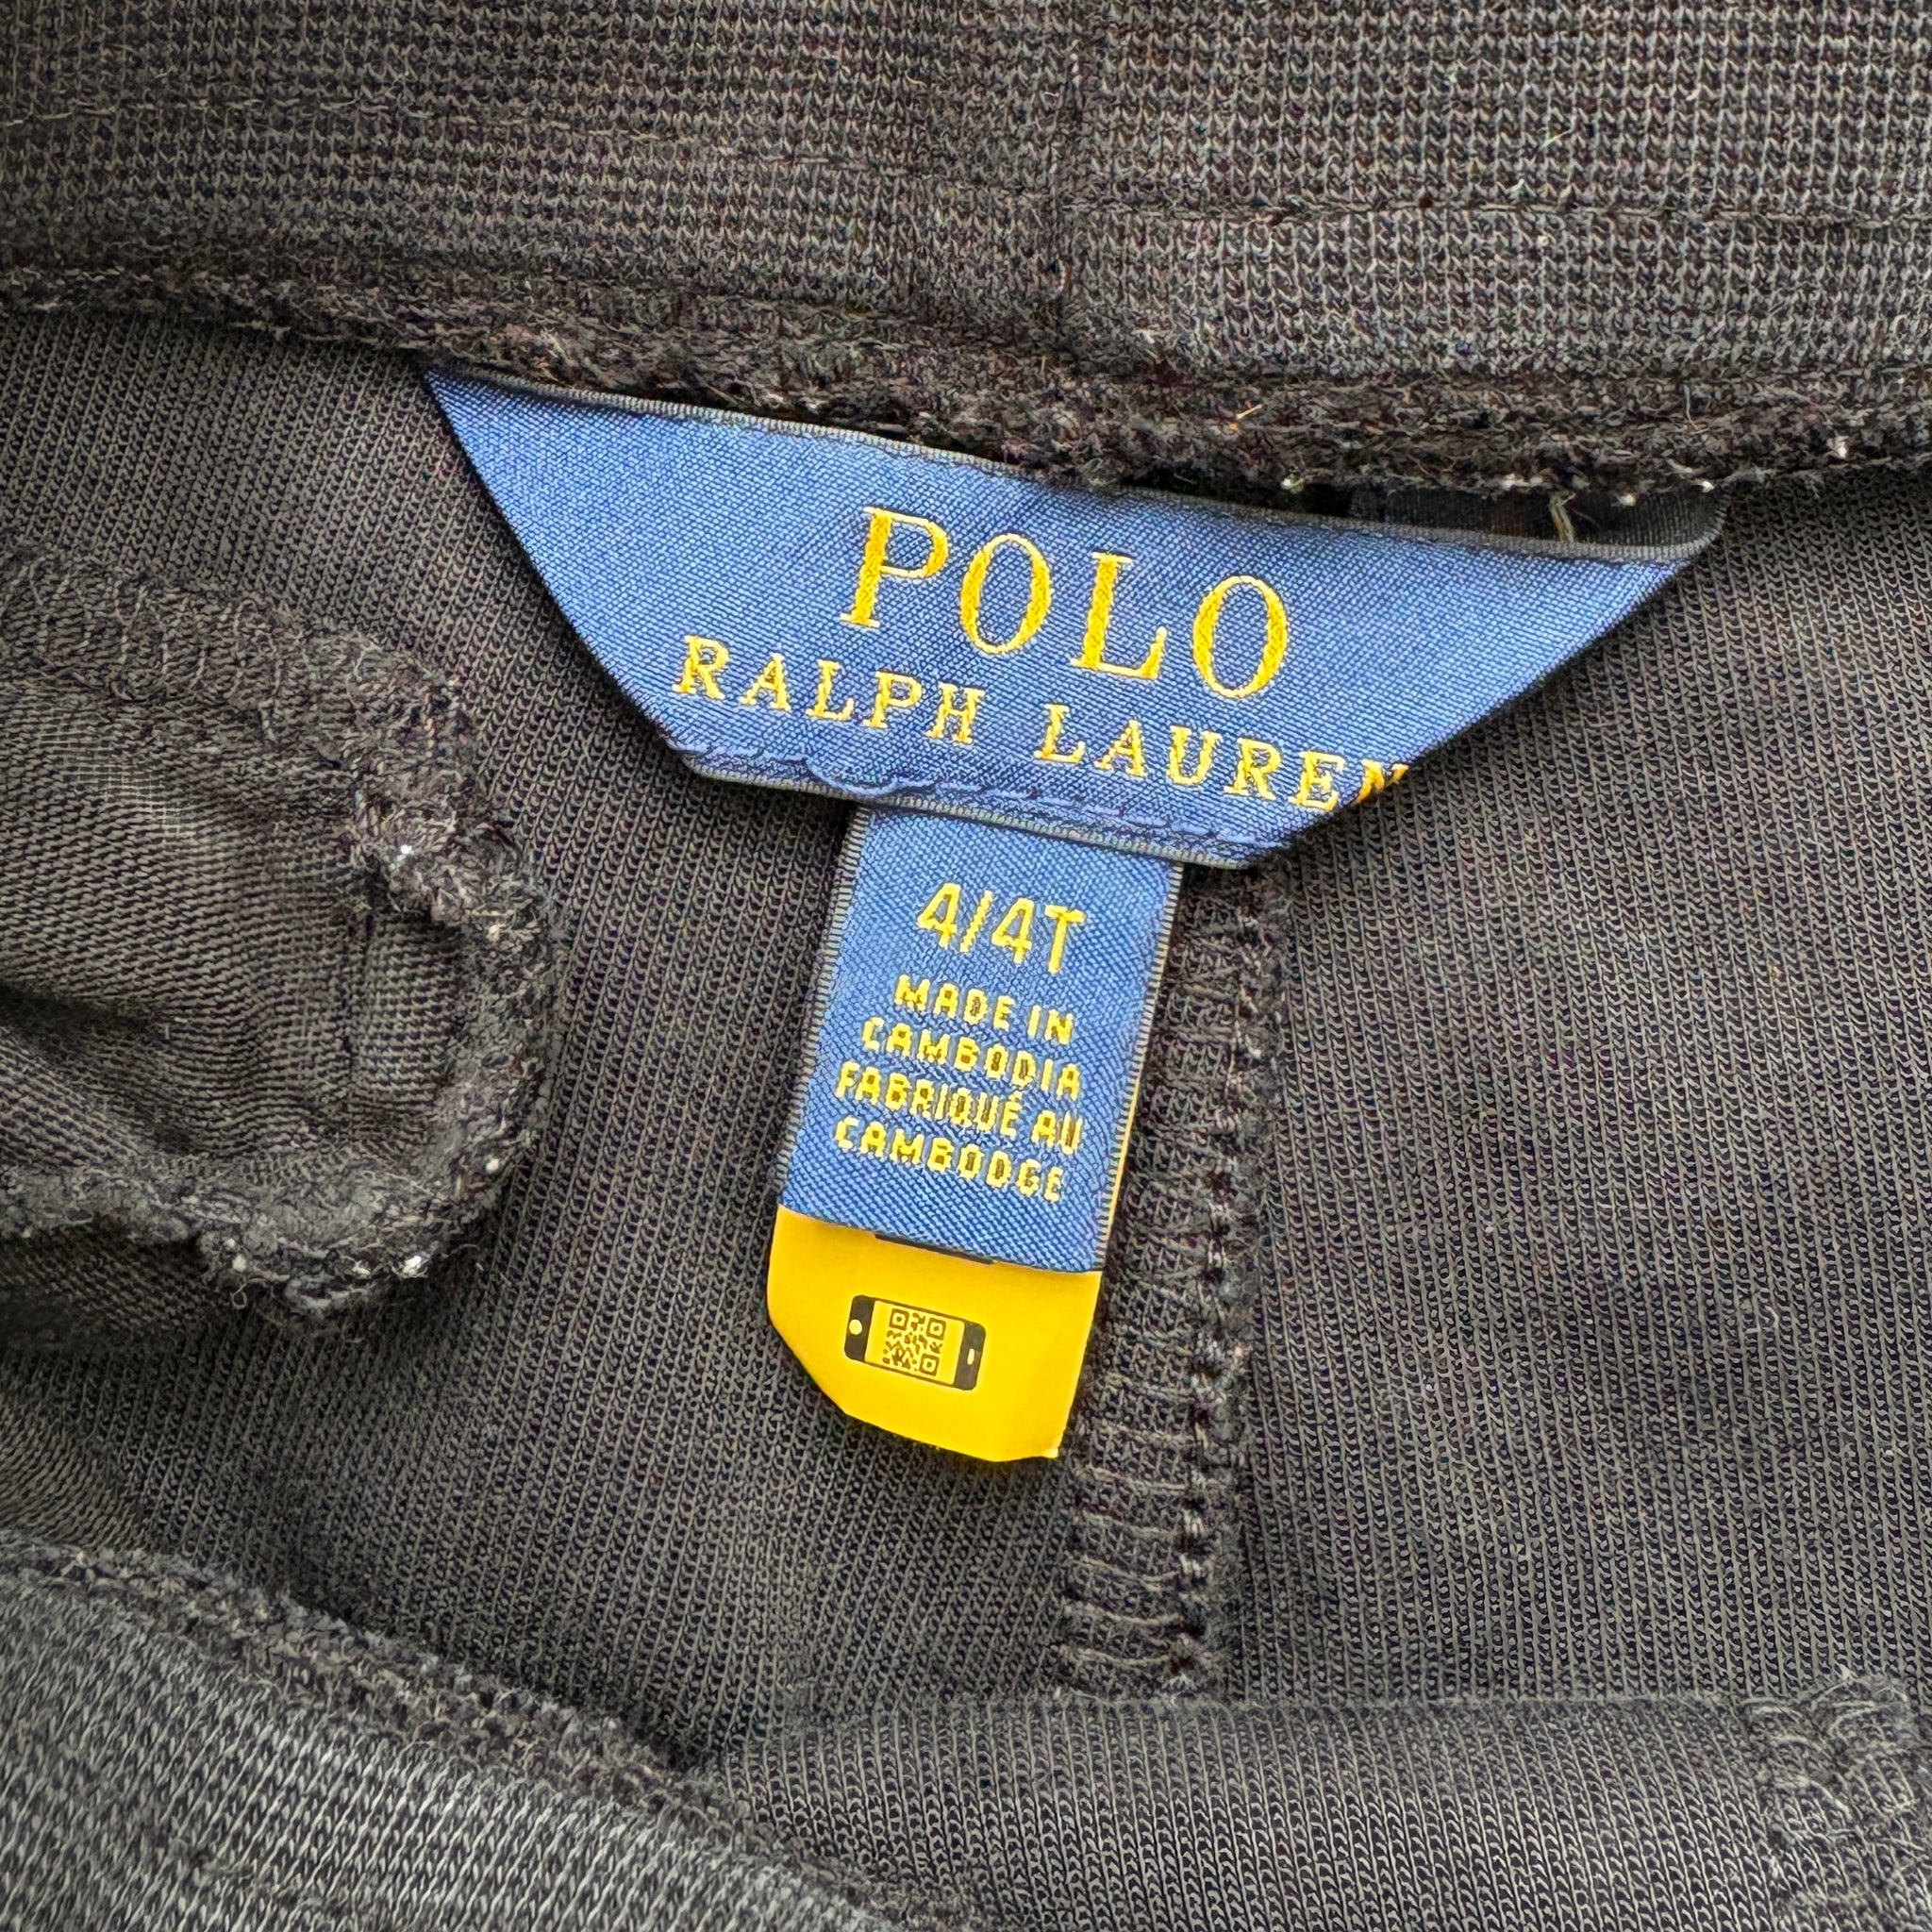 POLO
RALPH LAUREN
4/4T
MADE IN
CAMBODIA
FABRIQUÉ AU
CAMBODGE